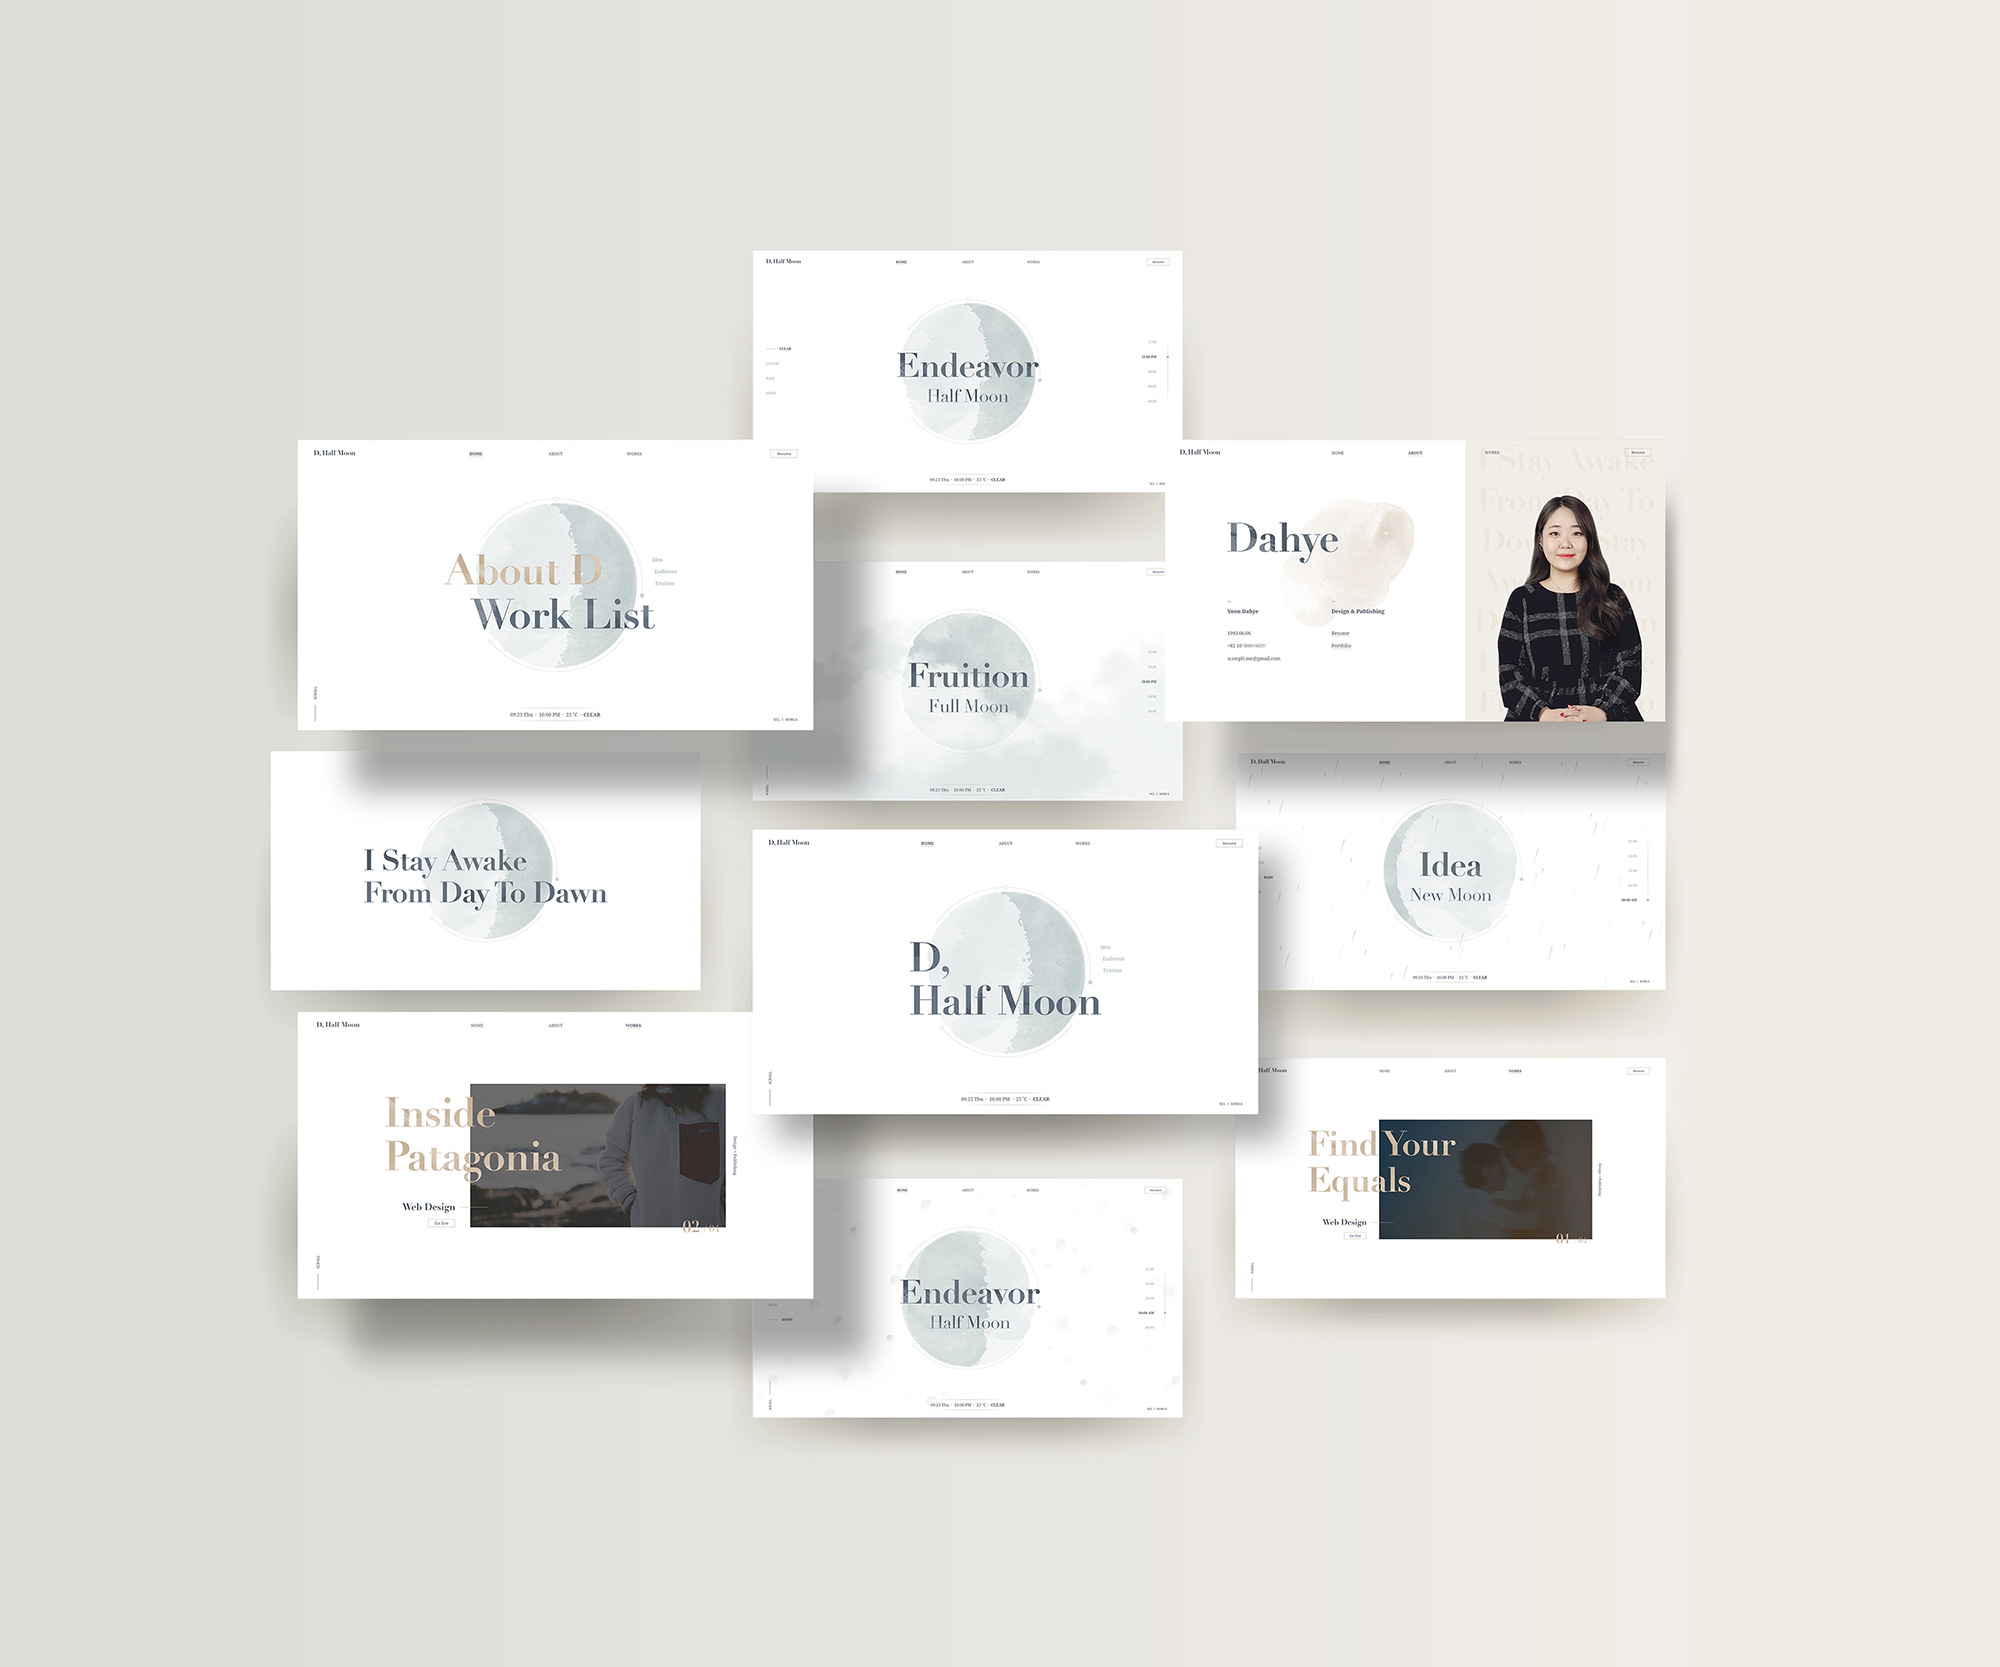 D, Half Moon
HOME
ABOUT
WORKS
Resume
CLEAR
Endeavor
Half Moon
09.23 Thu · 16:00 PM · 23 ℃ · CLEAR
D, Half Moon
HOME
ABOUT
WORKS
Resume
About D
Work List
Idea
Endeavor
Fruition
09.23 Thu · 16:00 PM · 23 ℃ · CLEAR
HOME
ABOUT
WORKS
Resume
Fruition
Full Moon
09.23 Thu · 16:00 PM · 23 ℃ · CLEAR
D, Half Moon
HOME
ABOUT
WORKS
Resume
Dahye
Yoon Dahye
Design & Publishing
1993.06.06
Resume
+82 10
Portfolio
I Stay Awake
From Day To
I Stay Awake
From Day To Dawn
D, Half Moon
HOME
ABOUT
WORKS
Resume
D,
Half Moon
Idea
Endeavor
Fruition
09.23 Thu · 16:00 PM · 23 ℃ · CLEAR
D, Half Moon
HOME
ABOUT
WORKS
Resume
RAIN
Idea
New Moon
09.23 Thu · 16:00 PM · 23 ℃ · CLEAR
D, Half Moon
HOME
ABOUT
WORKS
Inside
Patagonia
Web Design
Go Site
Design + Publishing
02
Half Moon
HOME
ABOUT
WORKS
Resume
Find Your
Equals
Web Design
Go Site
Design + Publishing
01
HOME
ABOUT
WORKS
Resume
Endeavor
Half Moon
09.23 Thu · 16:00 PM · 23 ℃ · CLEAR